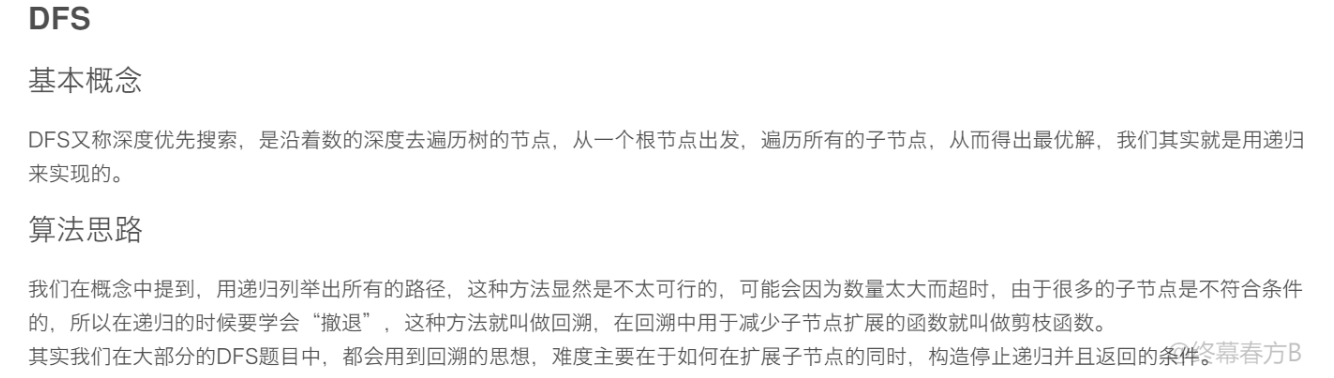 DFS
基本概念
DFS又称深度优先搜索，是沿着数的深度去遍历树的节点，从一个根节点出发，遍历所有的子节点，从而得出最优解，我们其实就是用递归
来实现的。
算法思路
我们在概念中提到，用递归列举出所有的路径，这种方法显然是不太可行的，可能会因为数量太大而超时，由于很多的子节点是不符合条件
的，所以在递归的时候要学会“撤退”，这种方法就叫做回溯，在回溯中用于减少子节点扩展的函数就叫做剪枝函数。
其实我们在大部分的DFS题目中，都会用到回溯的思想，难度主要在于如何在扩展子节点的同时，构造停止递归并且返回的条件。
@终幕春方B